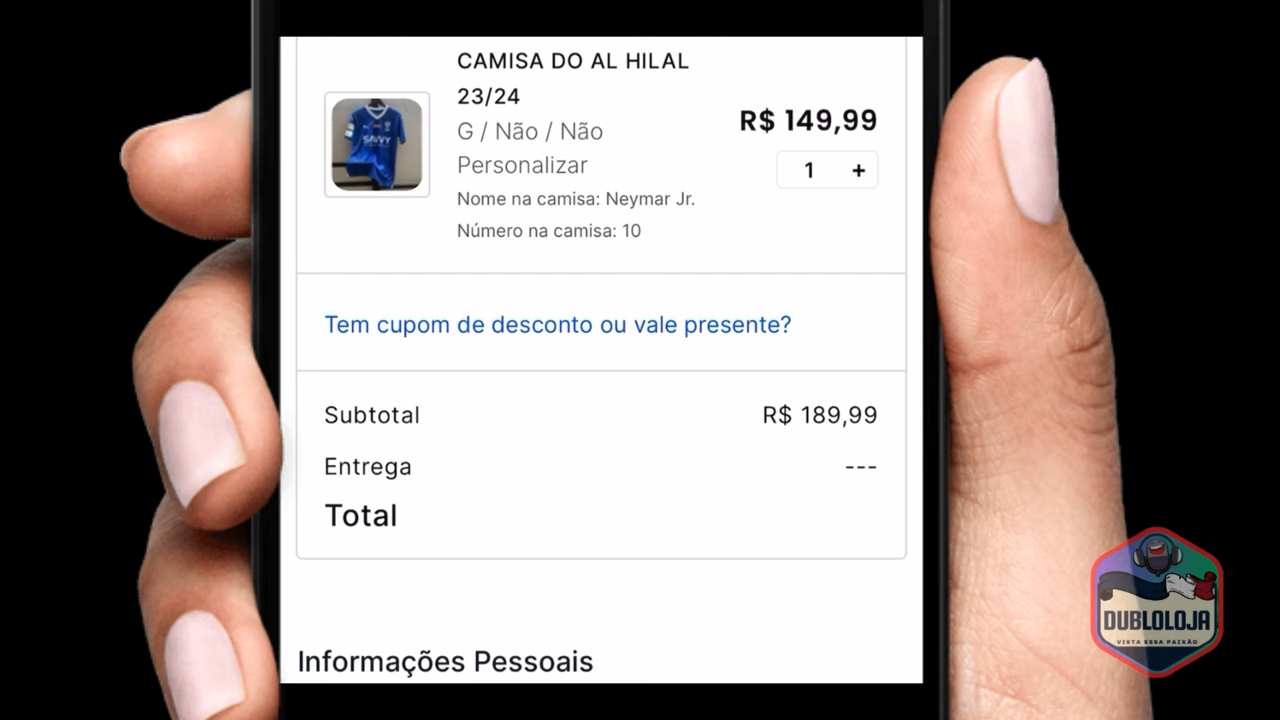 CAMISA DO AL HILAL
23/24
G / Não / Não
Personalizar
Nome na camisa: Neymar Jr.
Número na camisa: 10
R$ 149,99
1 +
SAVVY
Tem cupom de desconto ou vale presente?
Subtotal R$ 189,99
Entrega ---
Total
Informações Pessoais
DUBLOLOJA
VISTA ESSA PAIXÃO